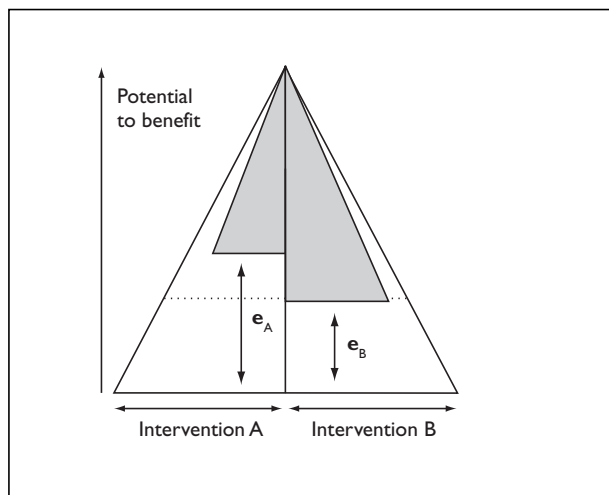 Potential
to benefit
e_A
e_B
Intervention A
Intervention B